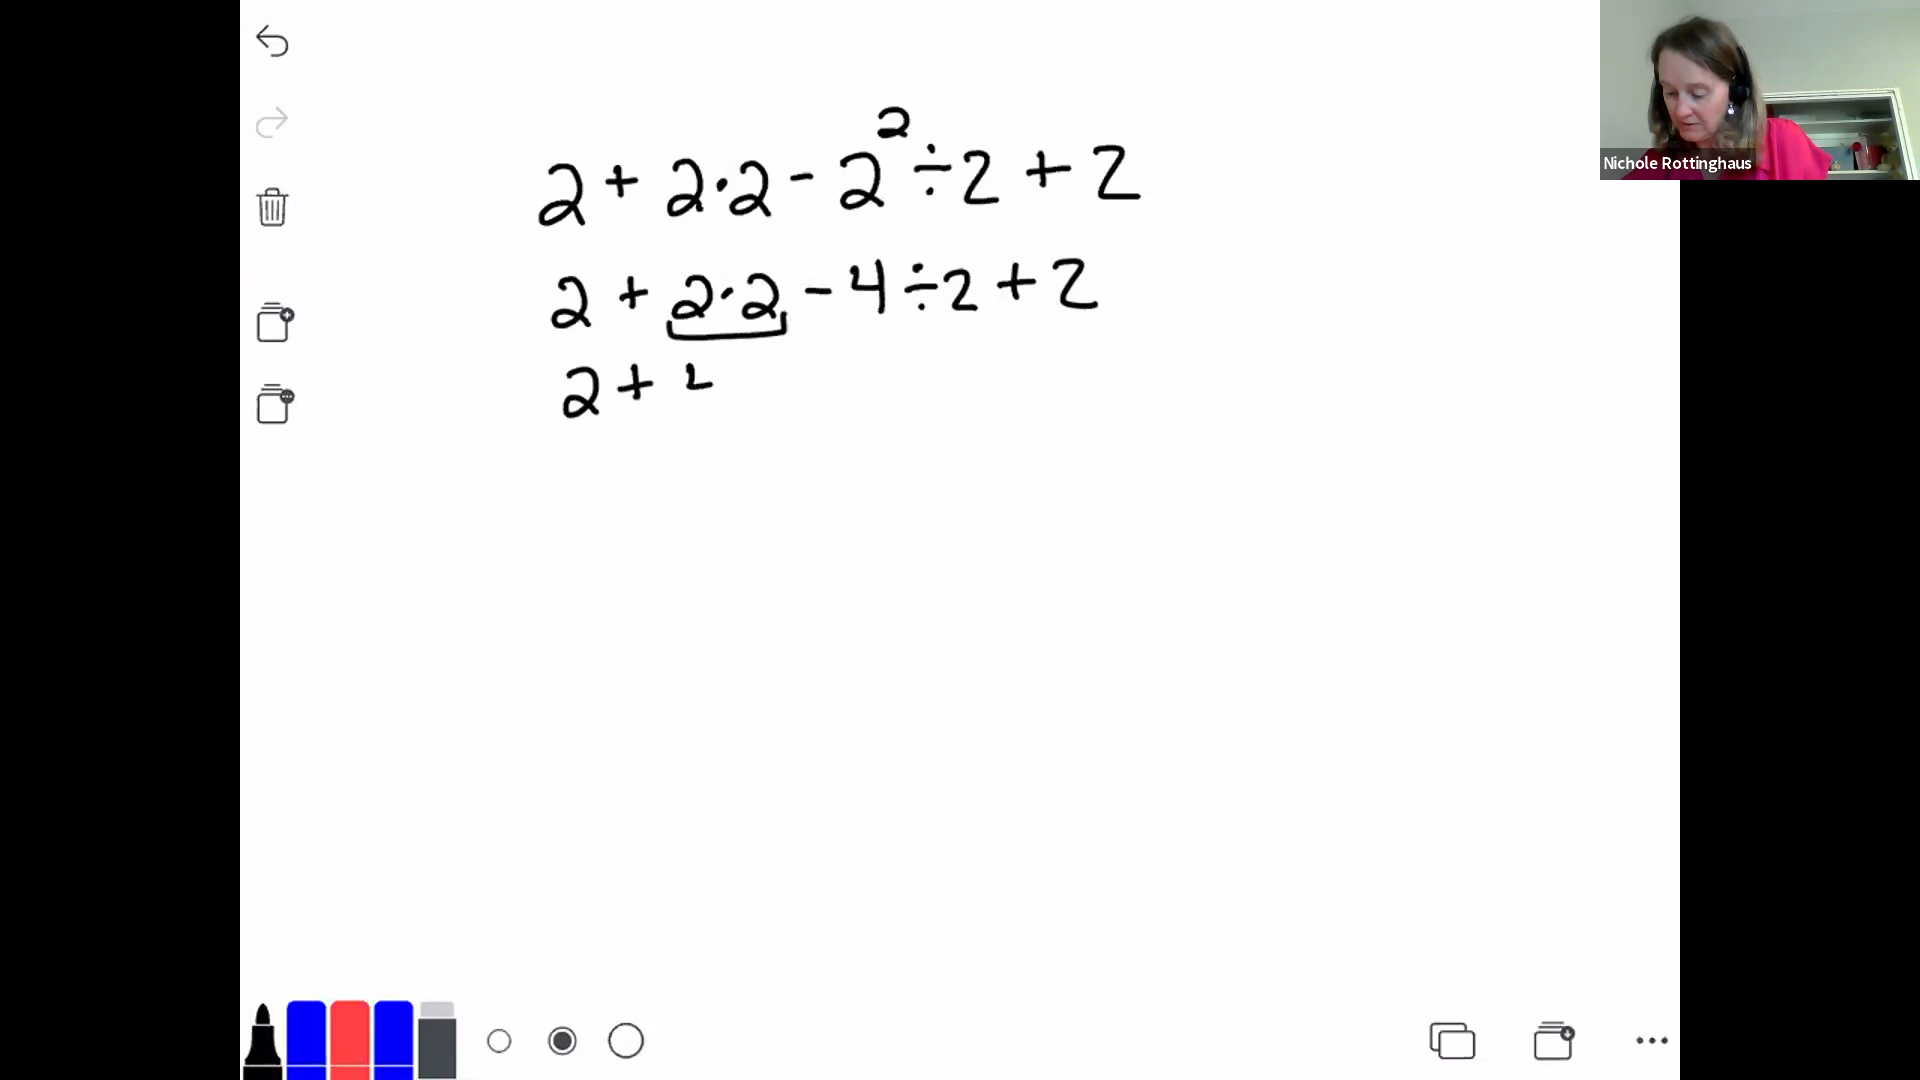 Nichole Rottinghaus
2 + 2·2 - 2² ÷ 2 + 2
2 + 2·2 - 4 ÷ 2 + 2
2 +